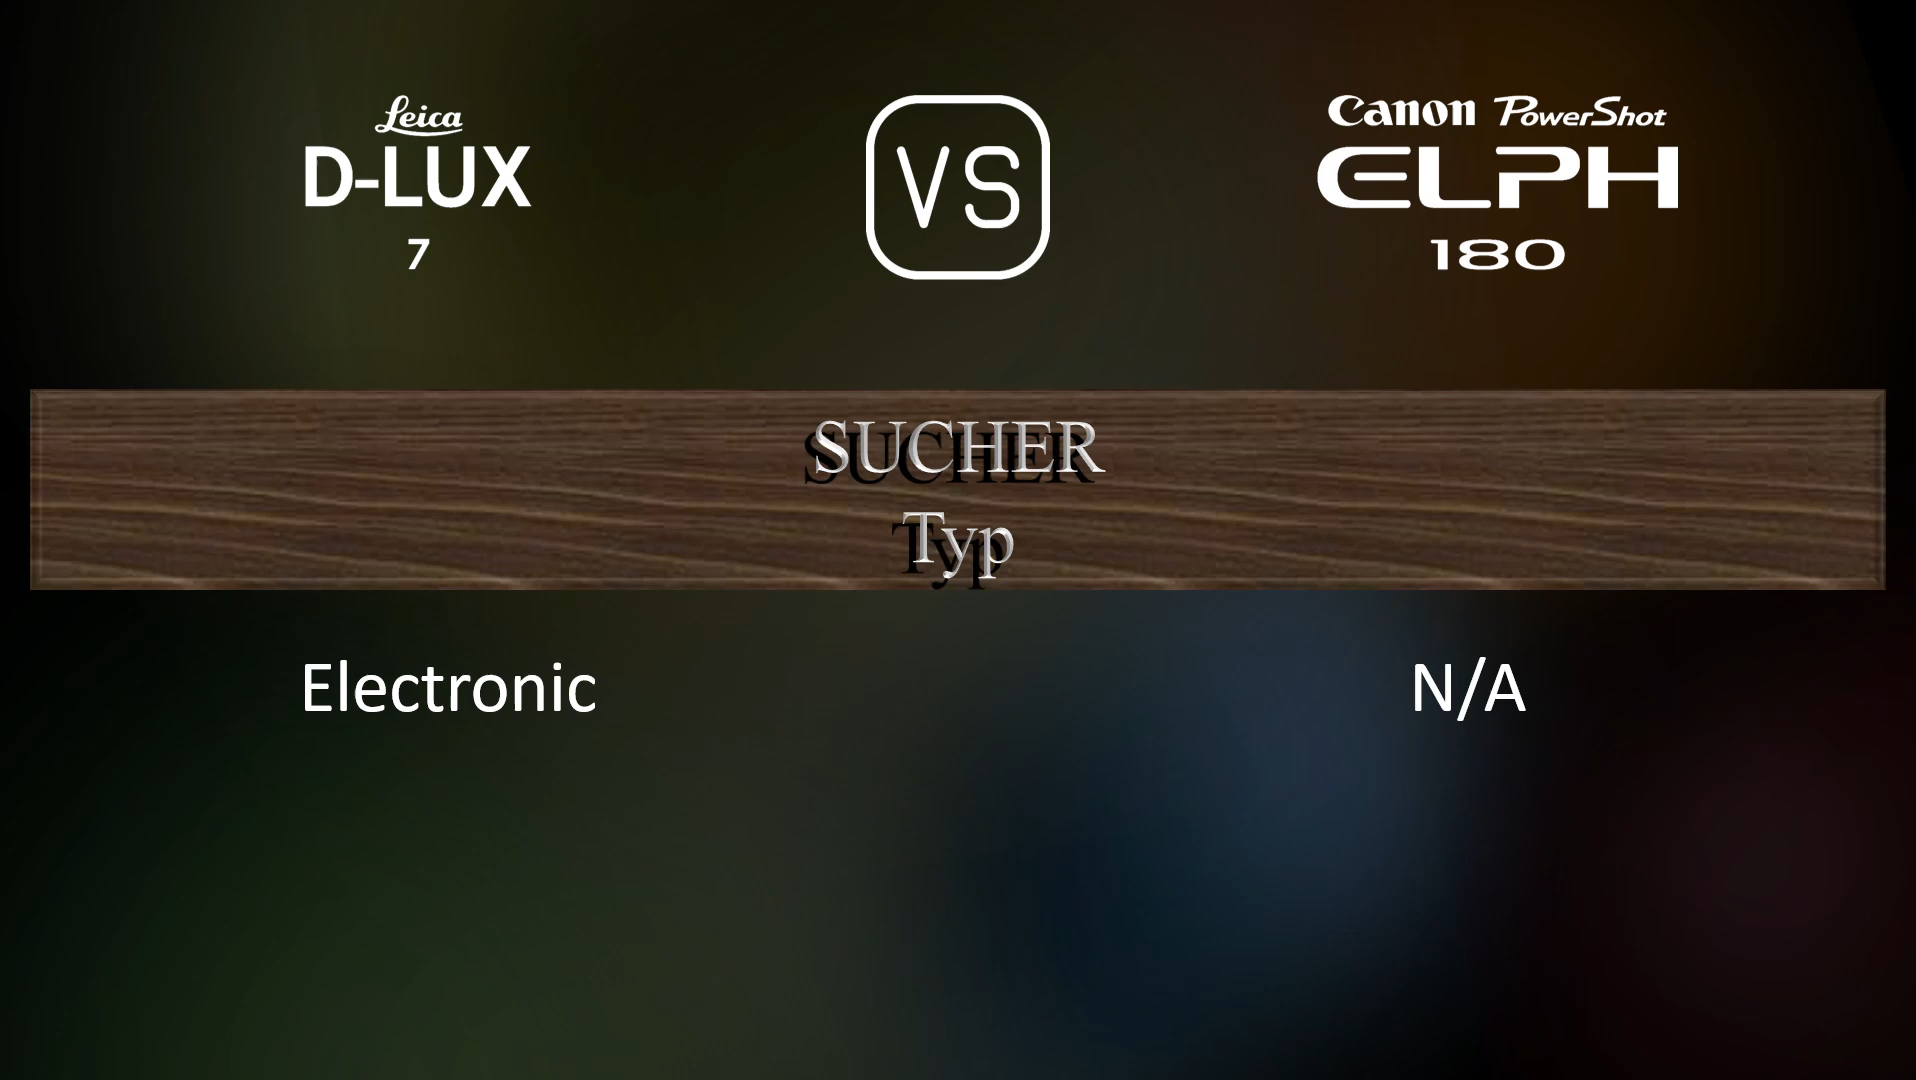 Leica
D-LUX
7
VS
Canon PowerShot
ELPH
180
SUCHER
Typ
Electronic
N/A